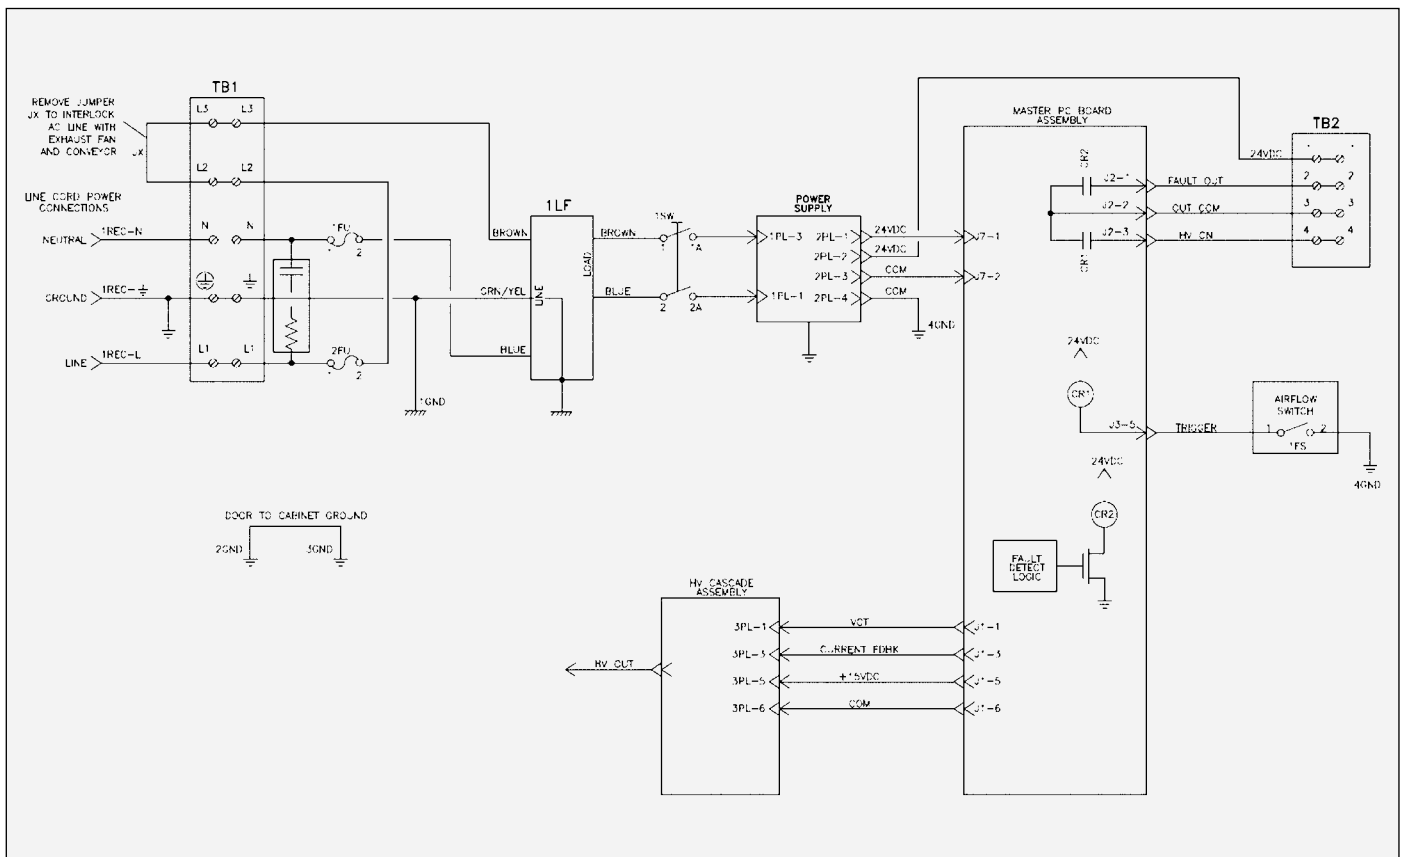 TB1
REMOVE JUMPER
JX TO INTERLOCK
AC LINE WITH
EXHAUST FAN
AND CONVEYOR
JX
L3 L3
L2 L2
LINE CORD POWER
CONNECTIONS
N N
NEUTRAL 1REC-N
1FU
1 2
GROUND 1REC-
L1 L1
LINE 1REC-L
2FU
1 2
1GND
1LF
BROWN
GRN/YEL
BLUE
LINE
LOAD
BROWN
BLUE
1SW
1 1A
2 2A
POWER
SUPPLY
1PL-3 2PL-1
2PL-2
2PL-3
1PL-1 2PL-4
24VDC
24VDC
COM
COM
4GND
MASTER PC BOARD
ASSEMBLY
J7-1
J7-2
CR2
CR1
J2-1
J2-2
J2-3
FAULT OUT
OUT COM
HV ON
TB2
24VDC
1 1
2 2
3 3
4 4
24VDC
CR1
J3-5
TRIGGER
AIRFLOW
SWITCH
1 2
1FS
4GND
24VDC
CR2
FAULT
DETECT
LOGIC
DOOR TO CABINET GROUND
2GND 3GND
HV CASCADE
ASSEMBLY
HV OUT
3PL-1 VCT J1-1
3PL-3 CURRENT FDBK J1-3
3PL-5 +15VDC J1-5
3PL-6 COM J1-6